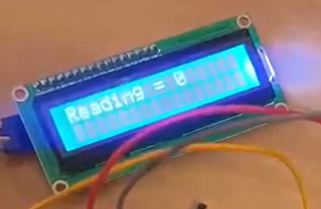 Reading = 0